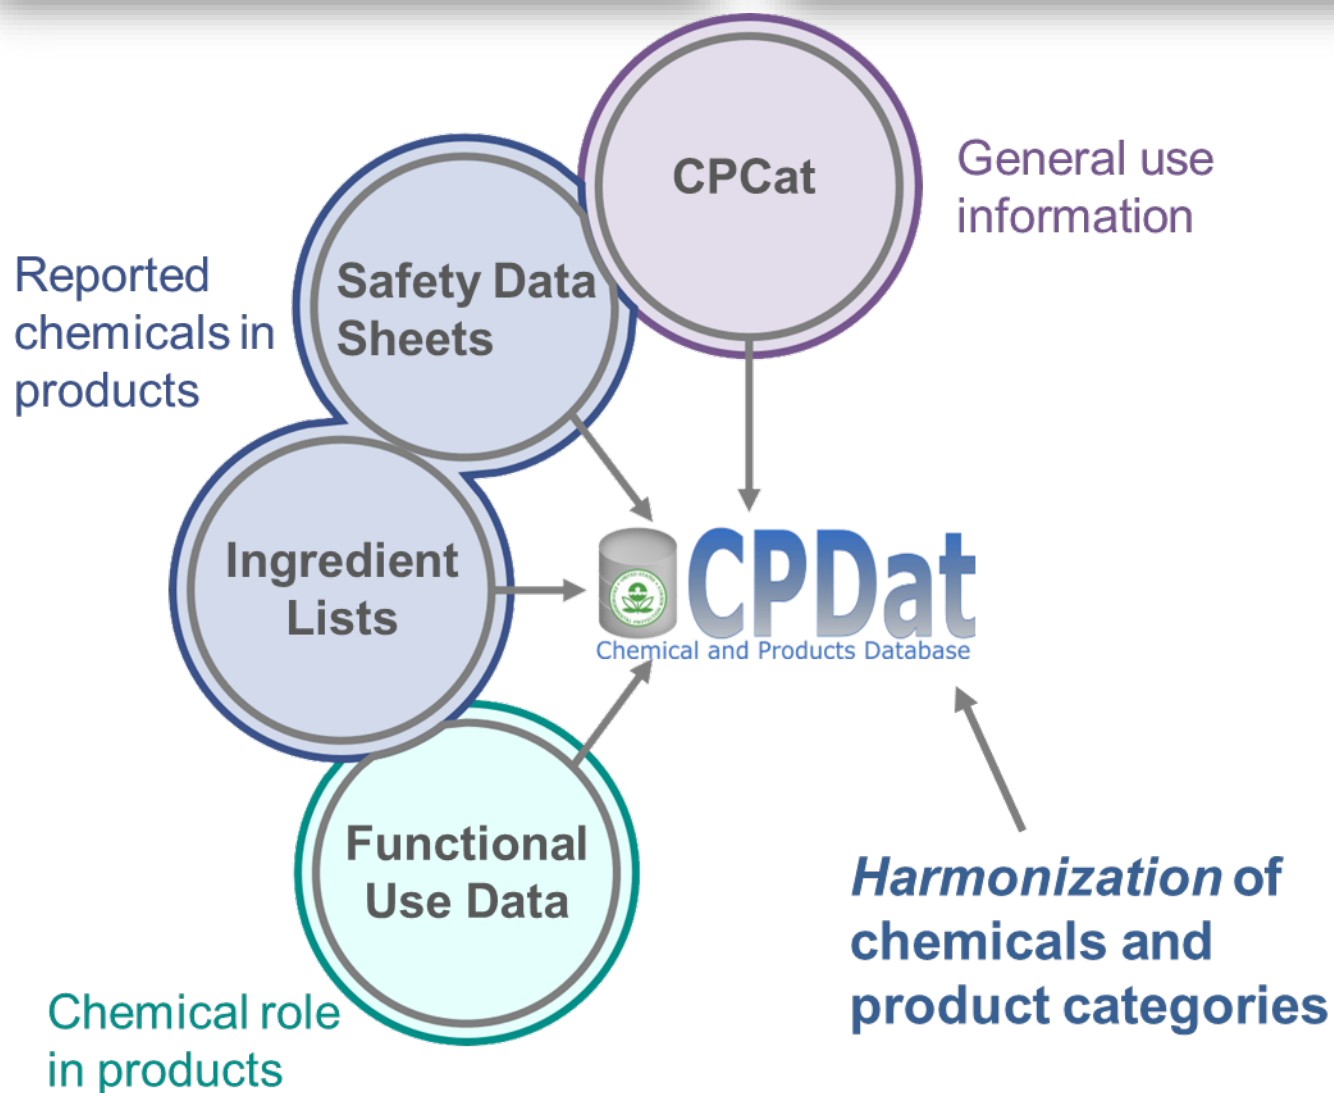 CPCat
General use
information
Safety Data
Sheets
Reported
chemicals in
products
Ingredient
Lists
CPDat
Chemical and Products Database
Functional
Use Data
Harmonization of
chemicals and
product categories
Chemical role
in products